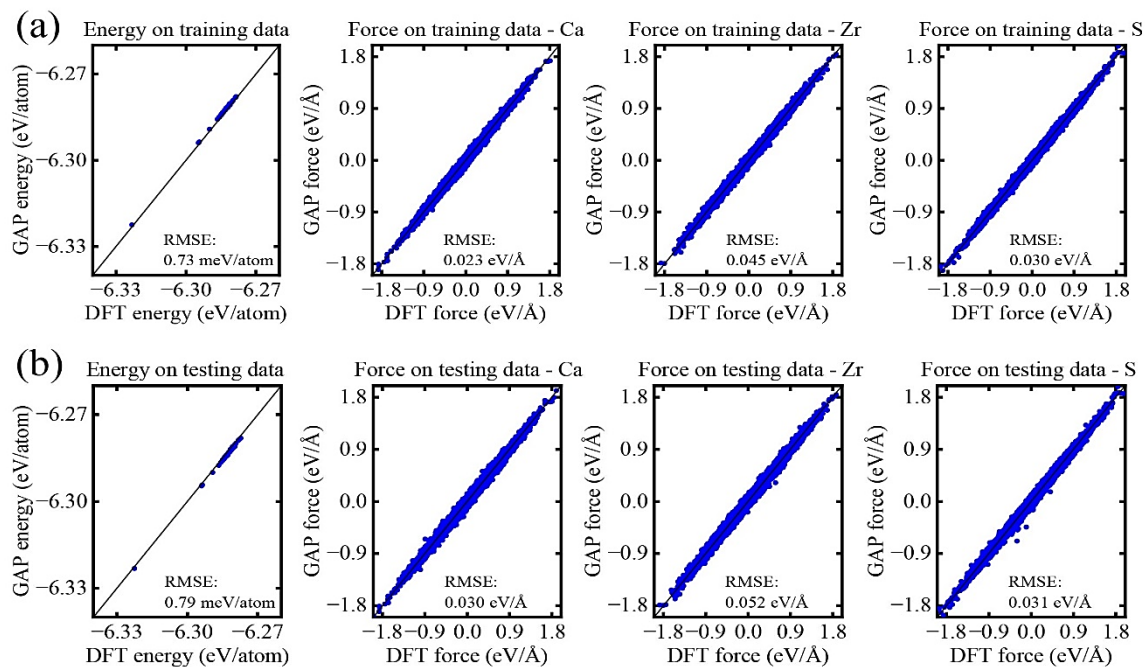 (a)
Energy on training data
GAP energy (eV/atom)
−6.27
−6.30
−6.33
RMSE:
0.73 meV/atom
−6.33 −6.30 −6.27
DFT energy (eV/atom)
Force on training data - Ca
GAP force (eV/Å)
1.8
0.9
0.0
−0.9
−1.8
RMSE:
0.023 eV/Å
−1.8 −0.9 0.0 0.9 1.8
DFT force (eV/Å)
Force on training data - Zr
GAP force (eV/Å)
1.8
0.9
0.0
−0.9
−1.8
RMSE:
0.045 eV/Å
−1.8 −0.9 0.0 0.9 1.8
DFT force (eV/Å)
Force on training data - S
GAP force (eV/Å)
1.8
0.9
0.0
−0.9
−1.8
RMSE:
0.030 eV/Å
−1.8 −0.9 0.0 0.9 1.8
DFT force (eV/Å)
(b)
Energy on testing data
GAP energy (eV/atom)
−6.27
−6.30
−6.33
RMSE:
0.79 meV/atom
−6.33 −6.30 −6.27
DFT energy (eV/atom)
Force on testing data - Ca
GAP force (eV/Å)
1.8
0.9
0.0
−0.9
−1.8
RMSE:
0.030 eV/Å
−1.8 −0.9 0.0 0.9 1.8
DFT force (eV/Å)
Force on testing data - Zr
GAP force (eV/Å)
1.8
0.9
0.0
−0.9
−1.8
RMSE:
0.052 eV/Å
−1.8 −0.9 0.0 0.9 1.8
DFT force (eV/Å)
Force on testing data - S
GAP force (eV/Å)
1.8
0.9
0.0
−0.9
−1.8
RMSE:
0.031 eV/Å
−1.8 −0.9 0.0 0.9 1.8
DFT force (eV/Å)